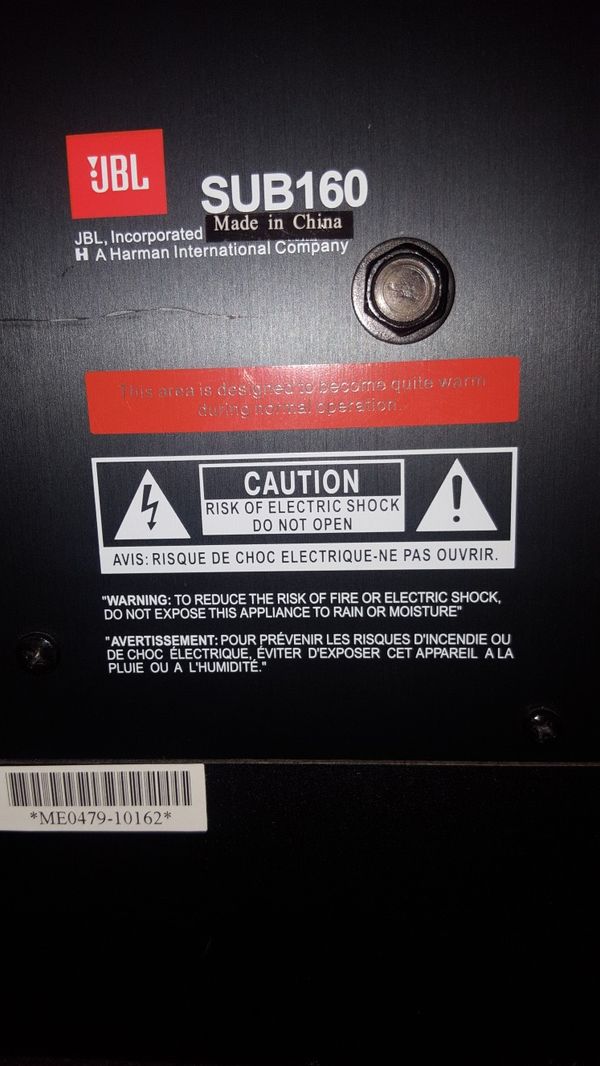 JBL
SUB160
Made in China
JBL, Incorporated
H A Harman International Company
This area is designed to become quite warm
during normal operation.
CAUTION
RISK OF ELECTRIC SHOCK
DO NOT OPEN
AVIS: RISQUE DE CHOC ELECTRIQUE-NE PAS OUVRIR.
"WARNING: TO REDUCE THE RISK OF FIRE OR ELECTRIC SHOCK,
DO NOT EXPOSE THIS APPLIANCE TO RAIN OR MOISTURE"
"AVERTISSEMENT: POUR PRÉVENIR LES RISQUES D'INCENDIE OU
DE CHOC ÉLECTRIQUE, ÉVITER D'EXPOSER CET APPAREIL A LA
PLUIE OU A L'HUMIDITÉ."
*ME0479-10162*